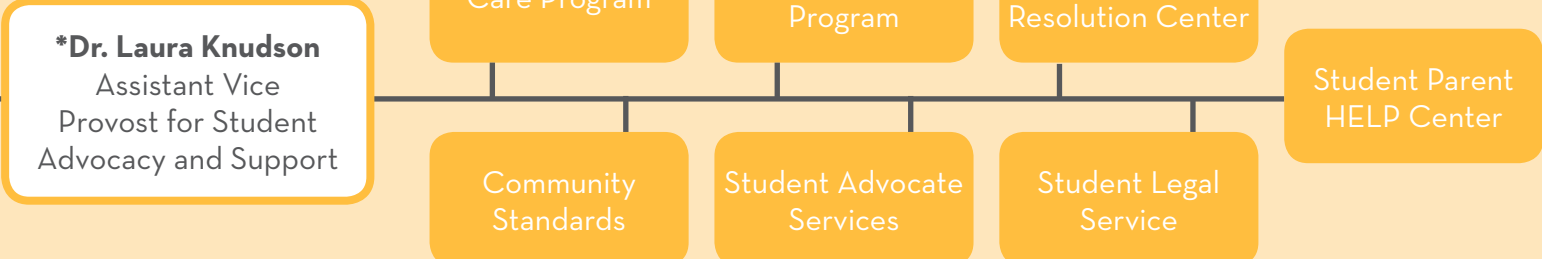 *Dr. Laura Knudson
Assistant Vice
Provost for Student
Advocacy and Support
Care Program
Program
Resolution Center
Student Parent
HELP Center
Community
Standards
Student Advocate
Services
Student Legal
Service